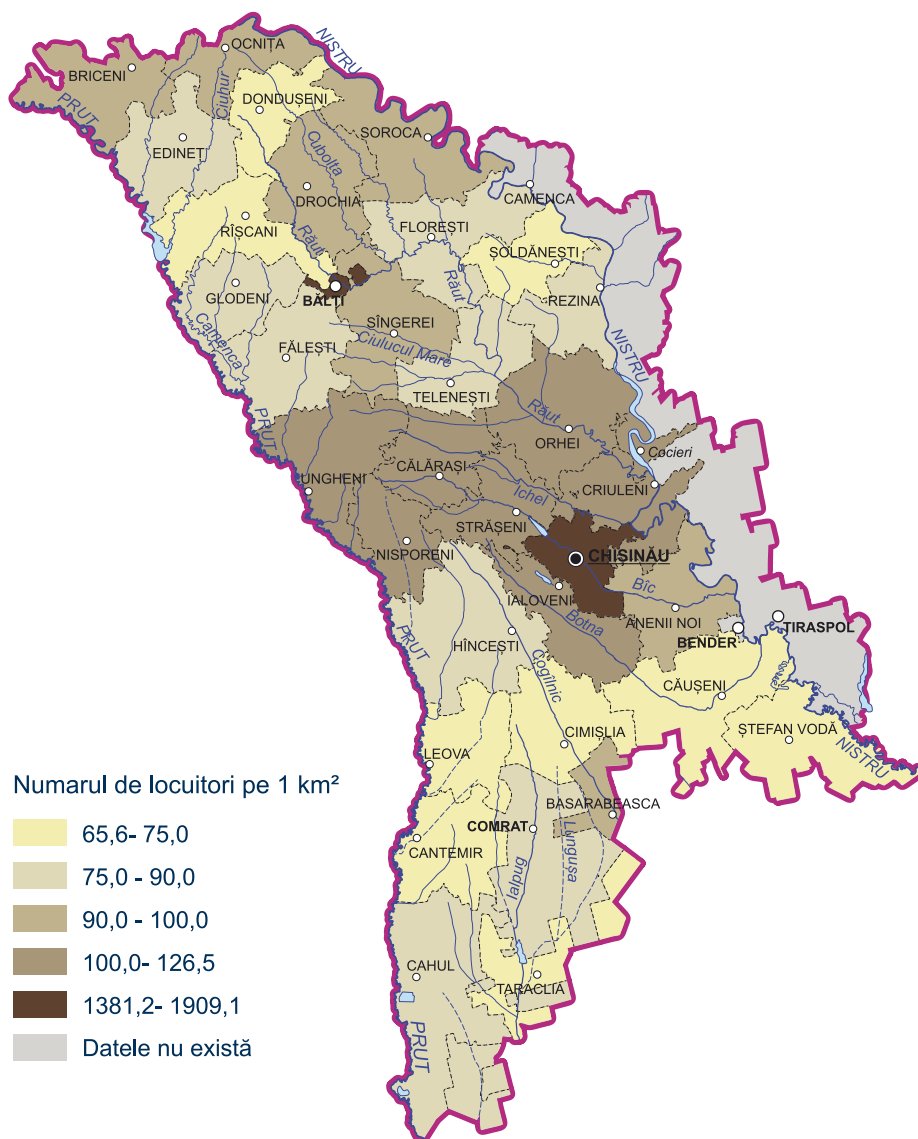 OCNIȚA
BRICENI
NISTRU
Ciuhur
DONDUȘENI
PRUT
SOROCA
EDINEȚ
Cubolta
CAMENCA
DROCHIA
RÎȘCANI
FLOREȘTI
ȘOLDĂNEȘTI
Răut
Răut
REZINA
GLODENI
BĂLȚI
SÎNGEREI
Camenca
FĂLEȘTI
Ciulucul Mare
NISTRU
TELENEȘTI
Răut
PRUT
ORHEI
Cocieri
CĂLĂRAȘI
UNGHENI
CRIULENI
Ichel
STRĂȘENI
NISPORENI
CHIȘINĂU
Bîc
IALOVENI
ANENII NOI
Botna
TIRASPOL
BENDER
PRUT
HÎNCEȘTI
Cogîlnic
CĂUȘENI
ȘTEFAN VODĂ
CIMIȘLIA
LEOVA
NISTRU
Numarul de locuitori pe 1 km²
65,6- 75,0
75,0 - 90,0
90,0 - 100,0
100,0- 126,5
1381,2- 1909,1
Datele nu există
BASARABEASCA
COMRAT
CANTEMIR
Lungușa
Ialpug
CAHUL
TARACLIA
PRUT